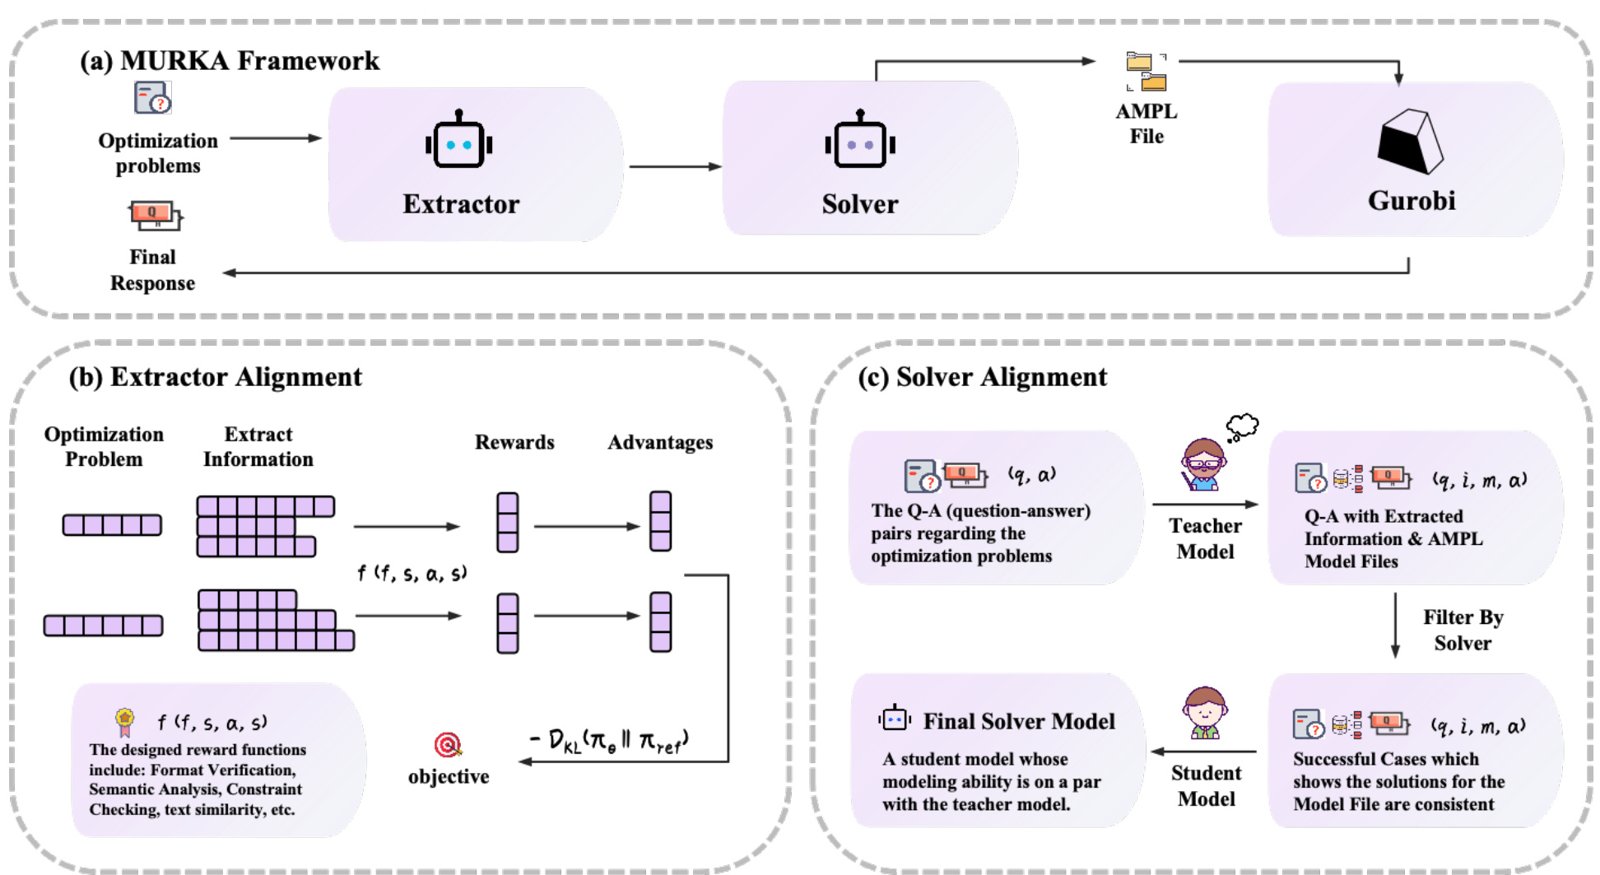 (a) MURKA Framework
Optimization
problems
Extractor
Solver
AMPL
File
Gurobi
Q
Final
Response
(b) Extractor Alignment
Optimization
Problem
Extract
Information
Rewards
Advantages
f (f, s, a, s)
f (f, s, a, s)
The designed reward functions
include: Format Verification,
Semantic Analysis, Constraint
Checking, text similarity, etc.
objective
- DKL(πθ || πref)
(c) Solver Alignment
Q
(q, a)
The Q-A (question-answer)
pairs regarding the
optimization problems
Teacher
Model
Q
(q, i, m, a)
Q-A with Extracted
Information & AMPL
Model Files
Filter By
Solver
Q
(q, i, m, a)
Successful Cases which
shows the solutions for the
Model File are consistent
Student
Model
Final Solver Model
A student model whose
modeling ability is on a par
with the teacher model.